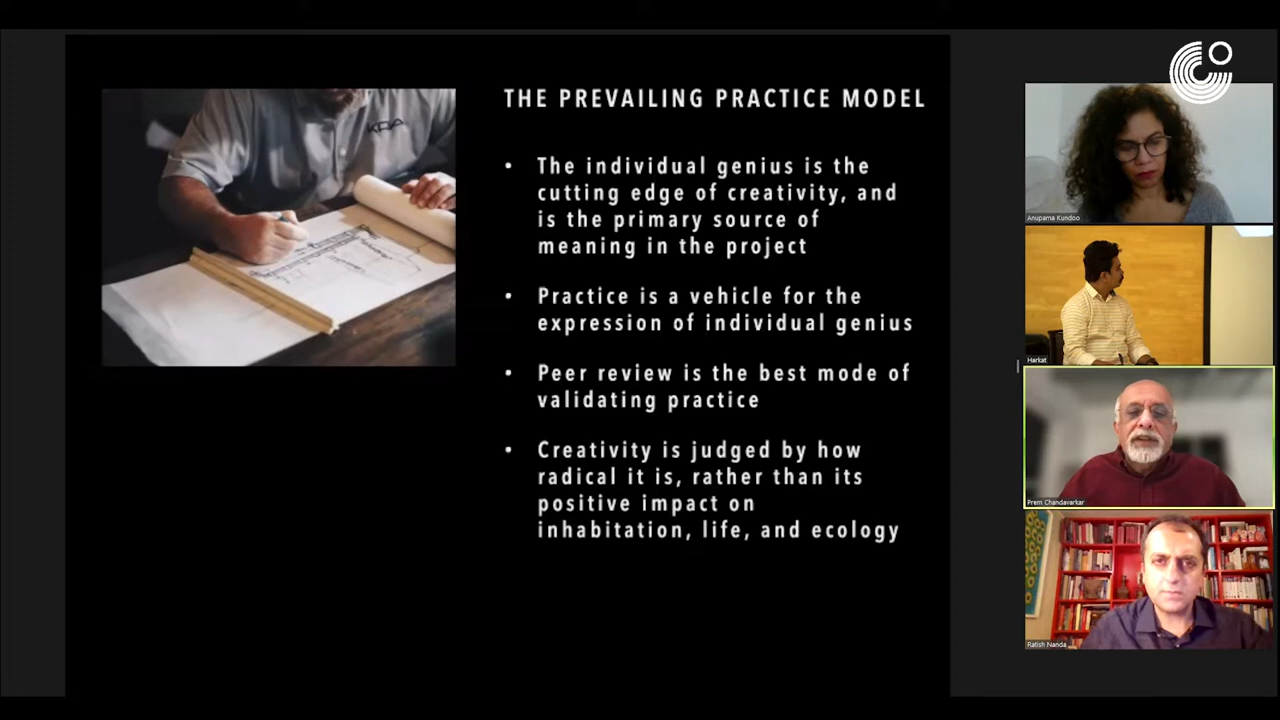 THE PREVAILING PRACTICE MODEL
• The individual genius is the
cutting edge of creativity, and
is the primary source of
meaning in the project
• Practice is a vehicle for the
expression of individual genius
• Peer review is the best mode of
validating practice
• Creativity is judged by how
radical it is, rather than its
positive impact on
inhabitation, life, and ecology
KRA
Anupama Kundoo
Harkat
Prem Chandavarkar
Ratish Nanda